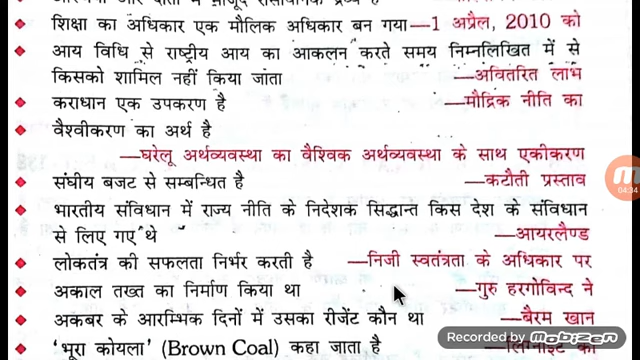 शिक्षा का अधिकार एक मौलिक अधिकार बन गया—1 अप्रैल, 2010 को
आय विधि से राष्ट्रीय आय का आकलन करते समय निम्नलिखित में से
किसको शामिल नहीं किया जाता —अवितरित लाभ
कराधान एक उपकरण है —मौद्रिक नीति का
वैश्वीकरण का अर्थ है
—घरेलू अर्थव्यवस्था का वैश्विक अर्थव्यवस्था के साथ एकीकरण
संघीय बजट से सम्बन्धित है —कटौती प्रस्ताव
भारतीय संविधान में राज्य नीति के निदेशक सिद्धान्त किस देश के संविधान
से लिए गए थे —आयरलैण्ड
लोकतंत्र की सफलता निर्भर करती है —निजी स्वतंत्रता के अधिकार पर
अकाल तख्त का निर्माण किया था —गुरु हरगोविन्द ने
अकबर के आरम्भिक दिनों में उसका रीजेंट कौन था —बैरम खान
'भूरा कोयला' (Brown Coal) कहा जाता है —लिग्नाइट को
04:34
Recorded by Mobizen